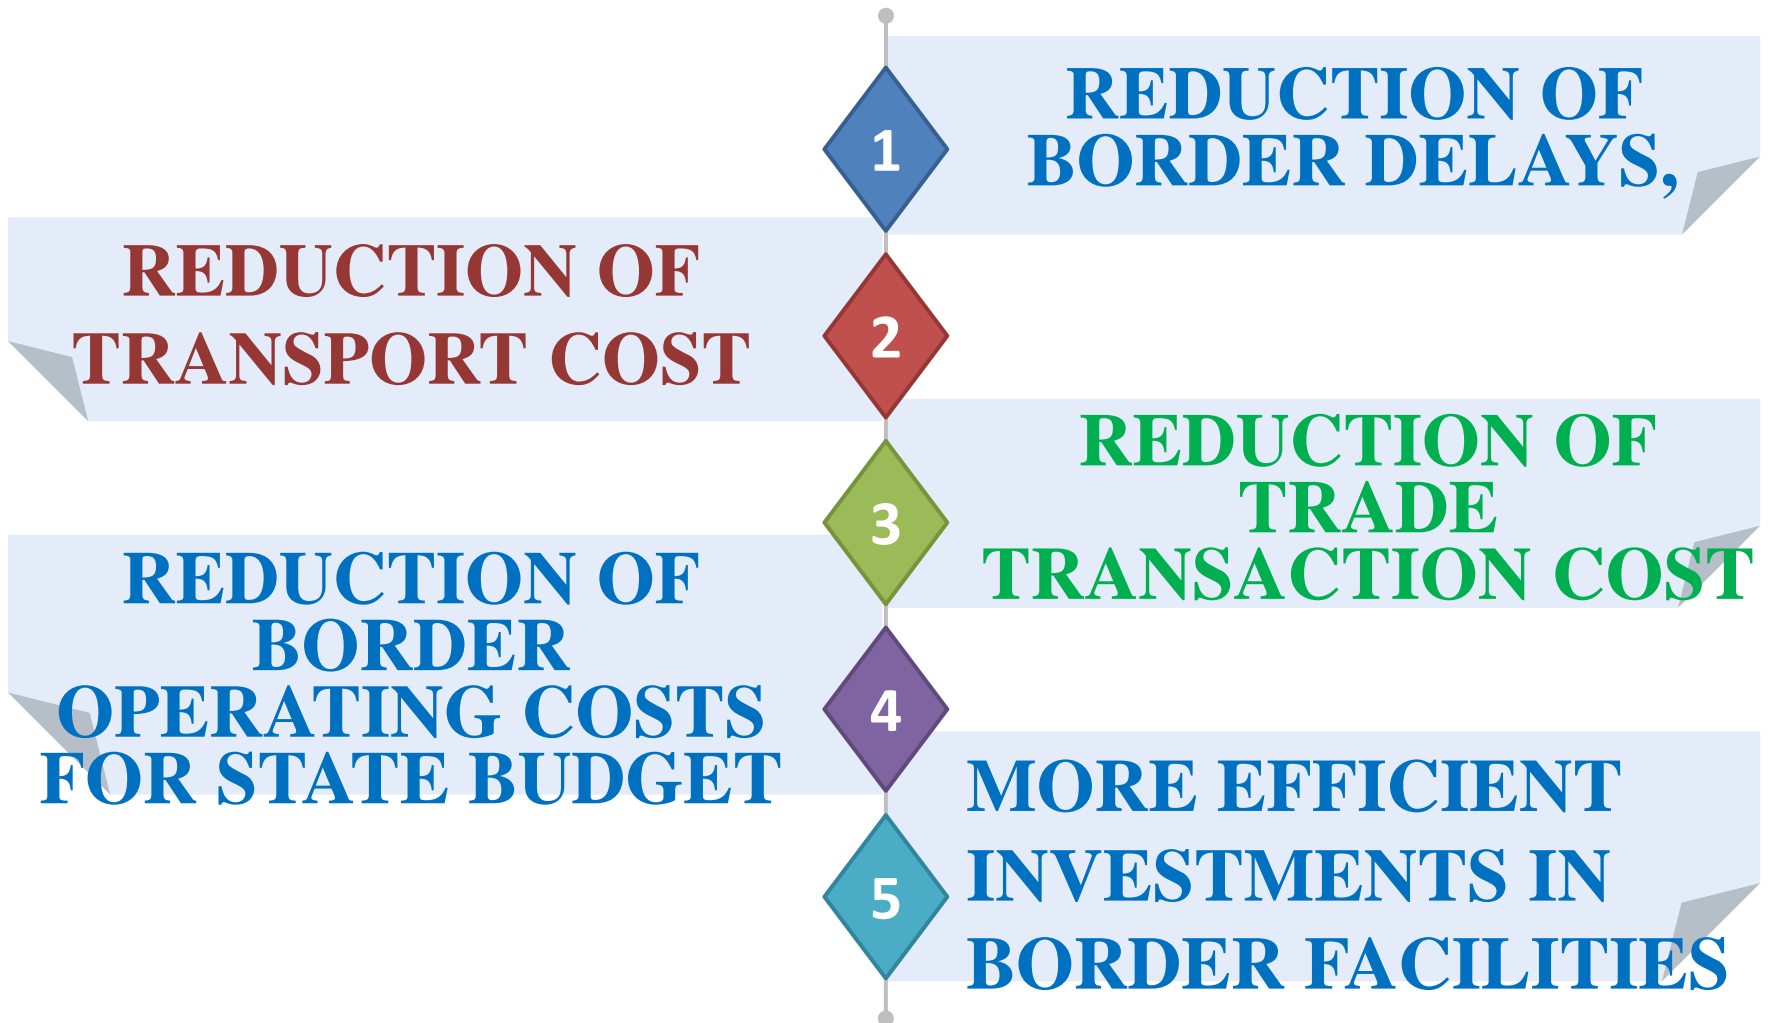 1
REDUCTION OF
BORDER DELAYS,
2
REDUCTION OF
TRANSPORT COST
3
REDUCTION OF
TRADE
TRANSACTION COST
4
REDUCTION OF
BORDER
OPERATING COSTS
FOR STATE BUDGET
5
MORE EFFICIENT
INVESTMENTS IN
BORDER FACILITIES